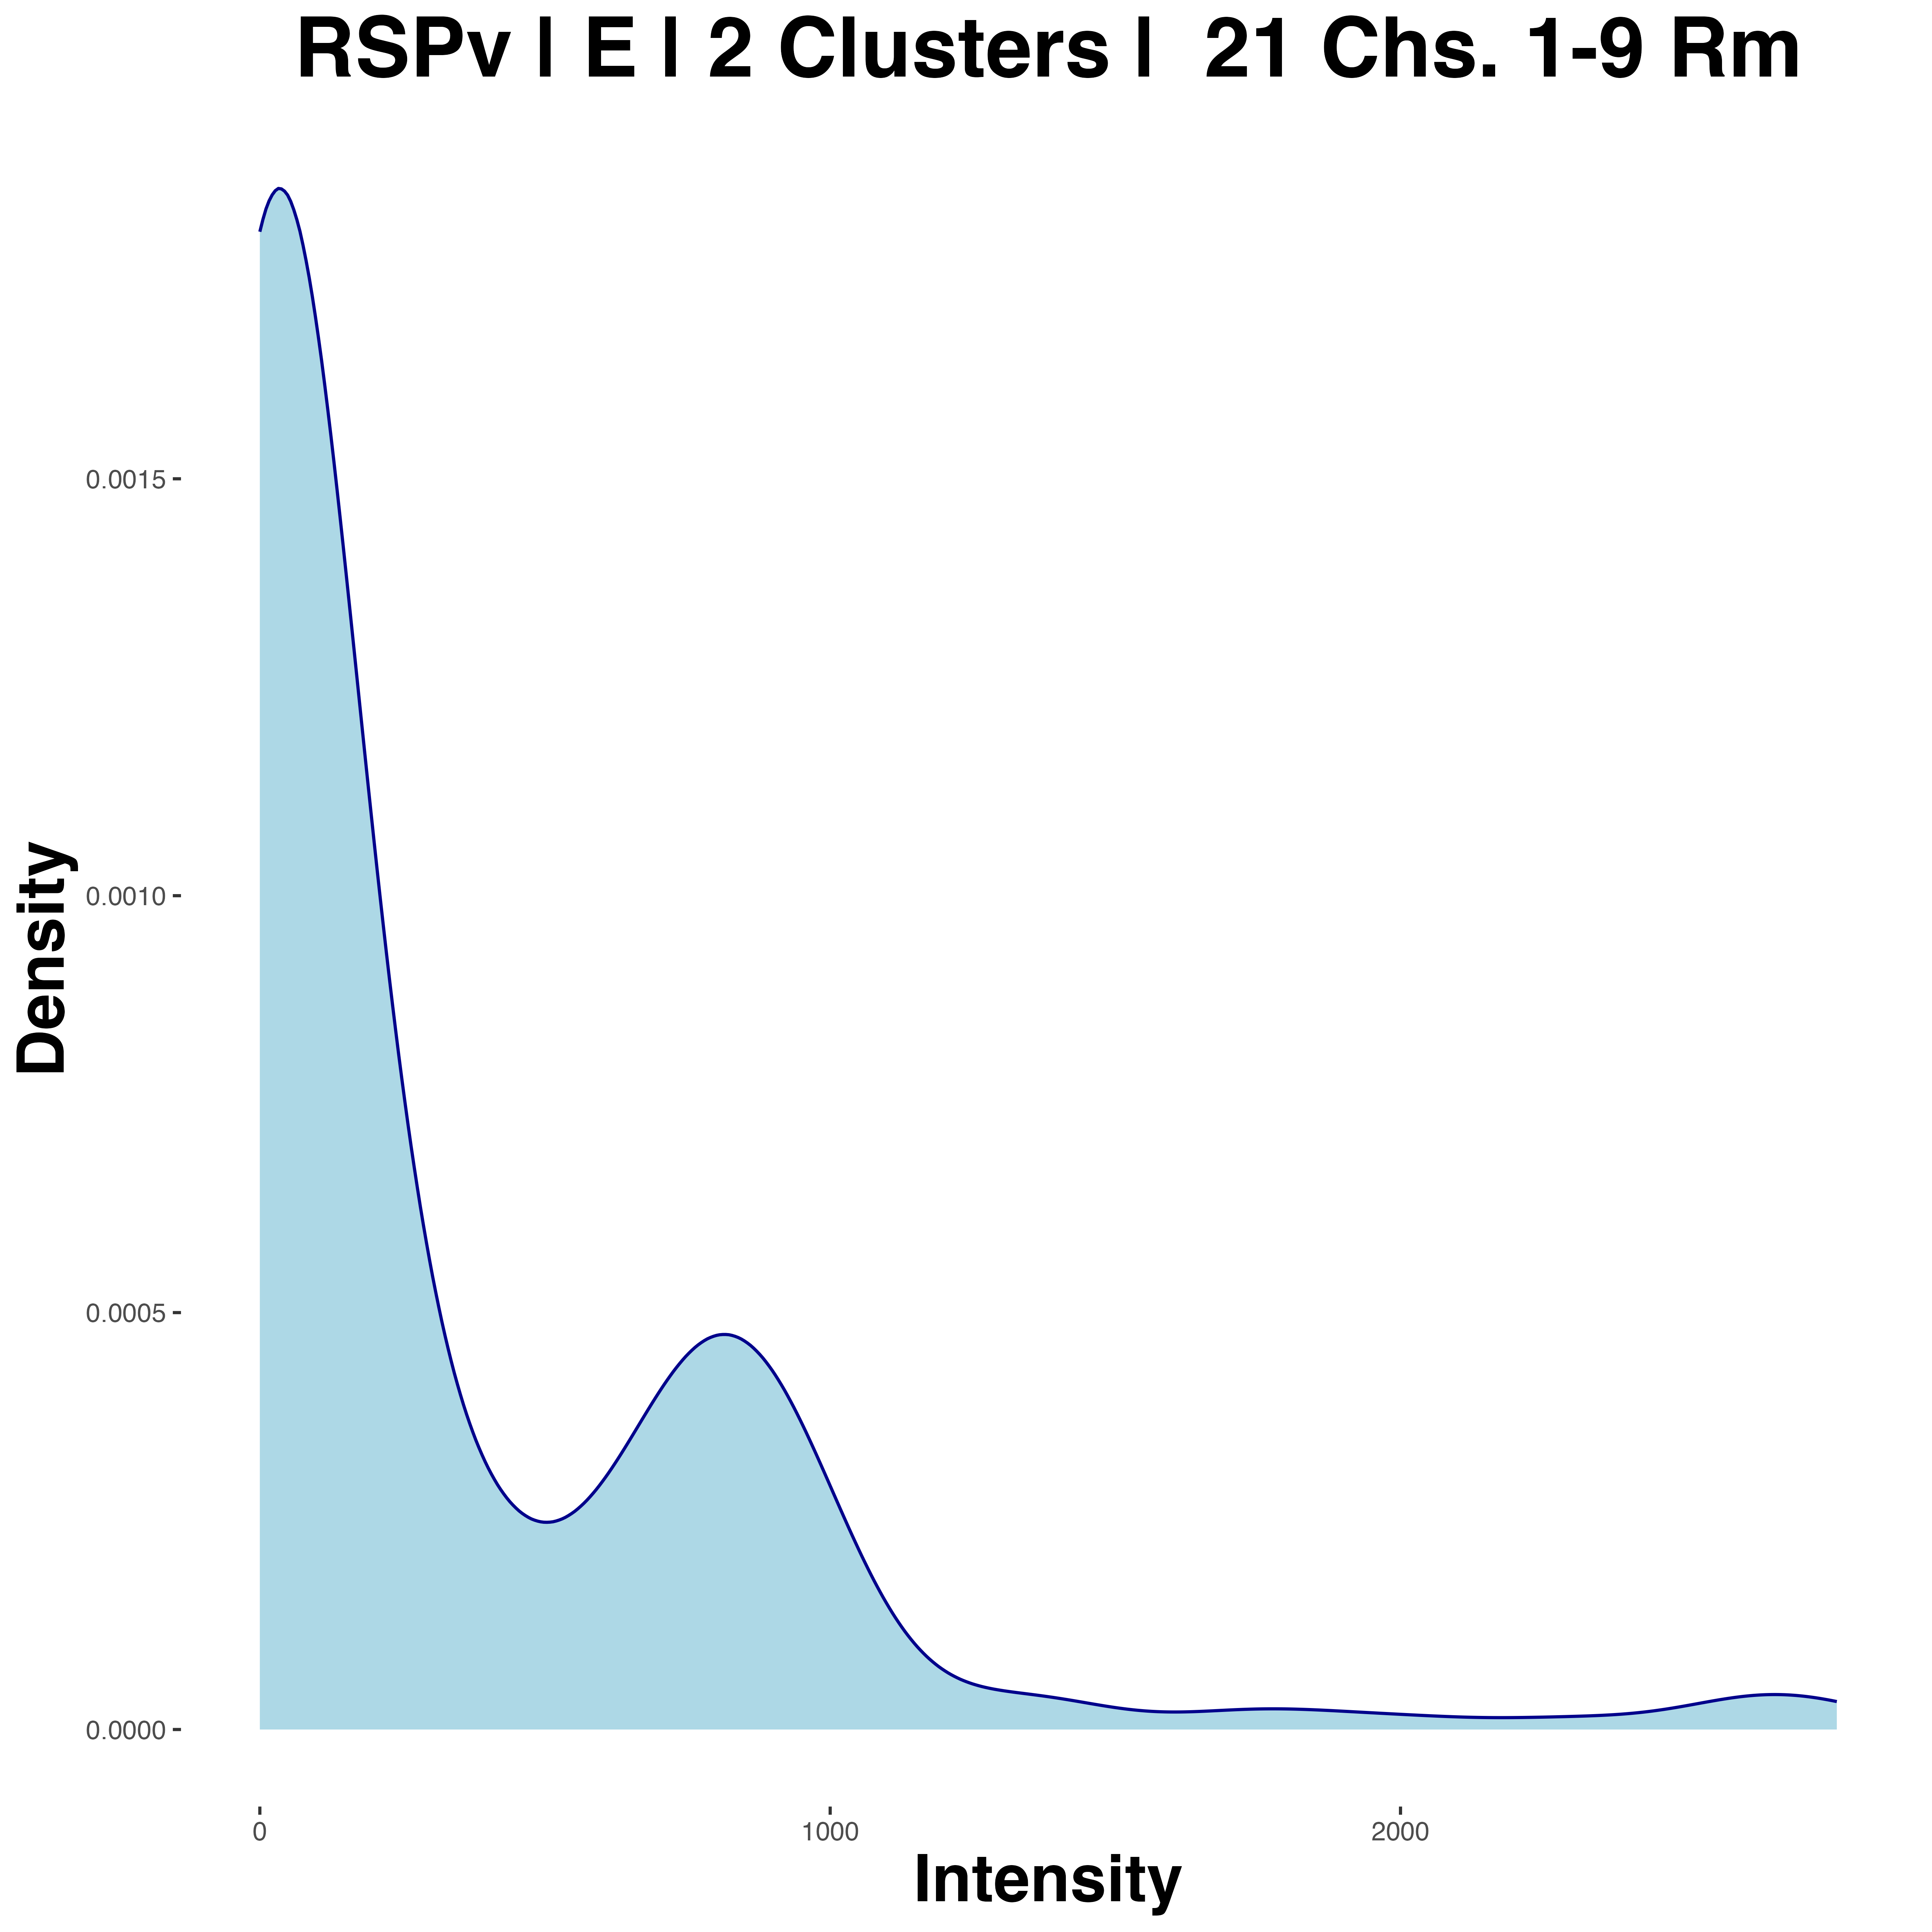 RSPv | E | 2 Clusters |  21 Chs. 1-9 Rm
Density
0.0015
0.0010
0.0005
0.0000
0
1000
2000
Intensity